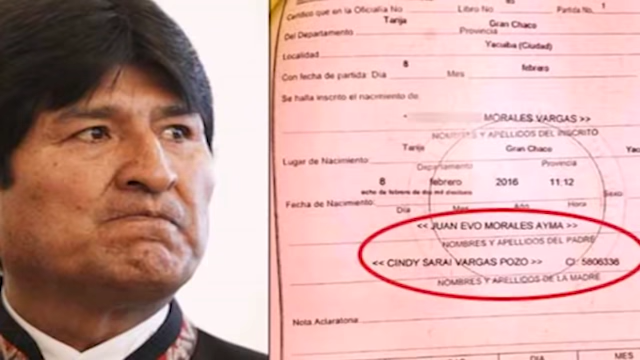 Certifico que en la Oficialía No
Libro No
Partida No. 1
Tarija
Gran Chaco
Del Departamento
Provincia
Yacuiba (Ciudad)
Localidad
8
febrero
Con fecha de partida: Día
Mes
Se halla inscrito el nacimiento de:
MORALES VARGAS >>
NOMBRES Y APELLIDOS DEL INSCRITO
Tarija
Gran Chaco
Lugar de Nacimiento:
Departamento
Provincia
8 febrero 2016 11:12
Sexo
Fecha de Nacimiento:
Día Mes Año Hora
<< JUAN EVO MORALES AYMA >>
NOMBRES Y APELLIDOS DEL PADRE
<< CINDY SARAI VARGAS POZO >> CI: 5806336
NOMBRES Y APELLIDOS DE LA MADRE
Nota Aclaratoria
DÍA
MES